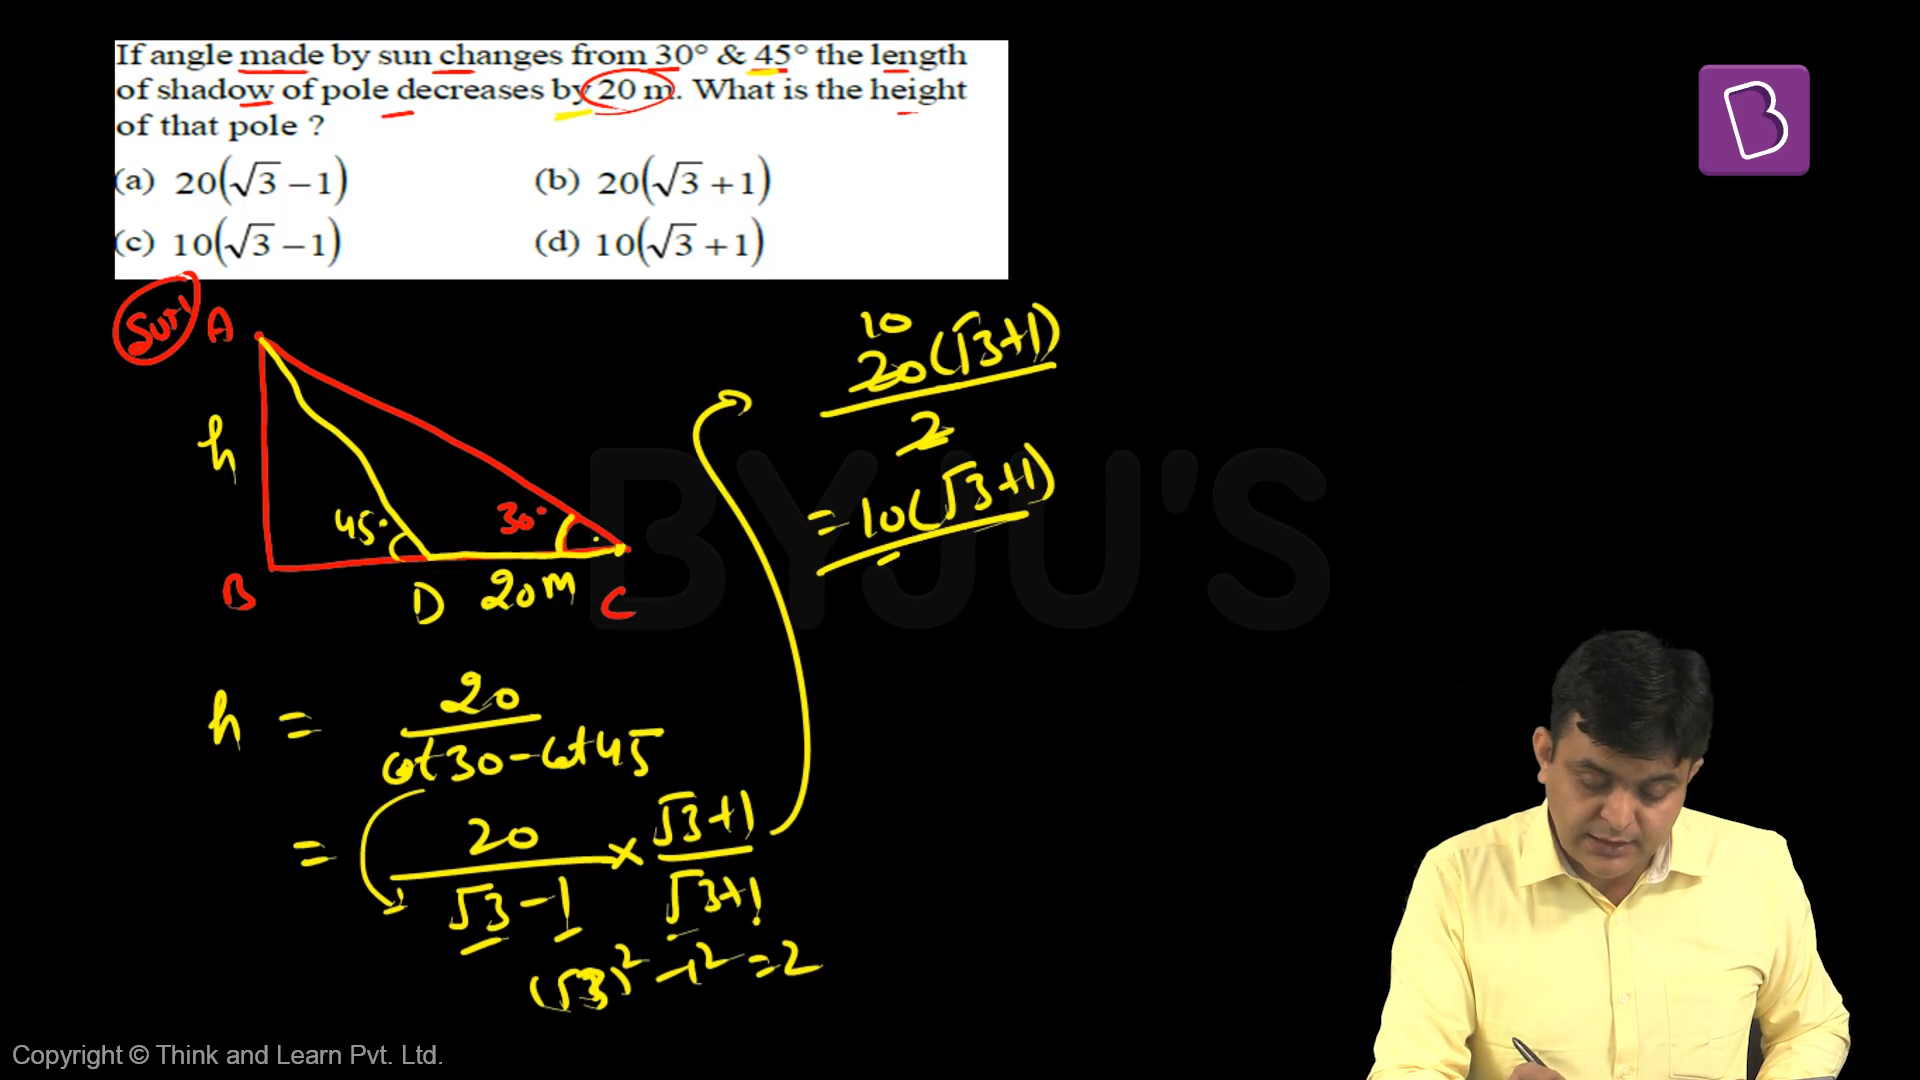 If angle made by sun changes from 30° & 45° the length
of shadow of pole decreases by 20 m. What is the height
of that pole ?
(a) 20(√3 – 1) (b) 20(√3 + 1)
(c) 10(√3 – 1) (d) 10(√3 + 1)
B
Sun
A
h
45°
30°
B
D
20M
C
h = 20 / cot30 - cot45
= 20 / √3 - 1 × √3+1 / √3+1
(√3)² - 1² = 2
10
20(√3+1) / 2
= 10(√3+1)
BYJU'S
Copyright © Think and Learn Pvt. Ltd.